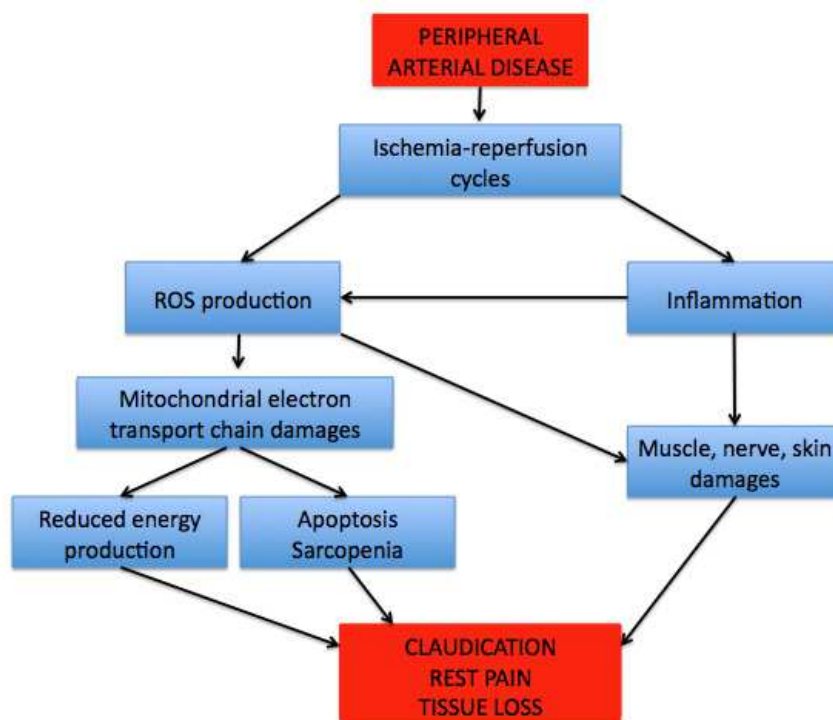 PERIPHERAL
ARTERIAL DISEASE
Ischemia-reperfusion
cycles
ROS production
Inflammation
Mitochondrial electron
transport chain damages
Muscle, nerve, skin
damages
Reduced energy
production
Apoptosis
Sarcopenia
CLAUDICATION
REST PAIN
TISSUE LOSS